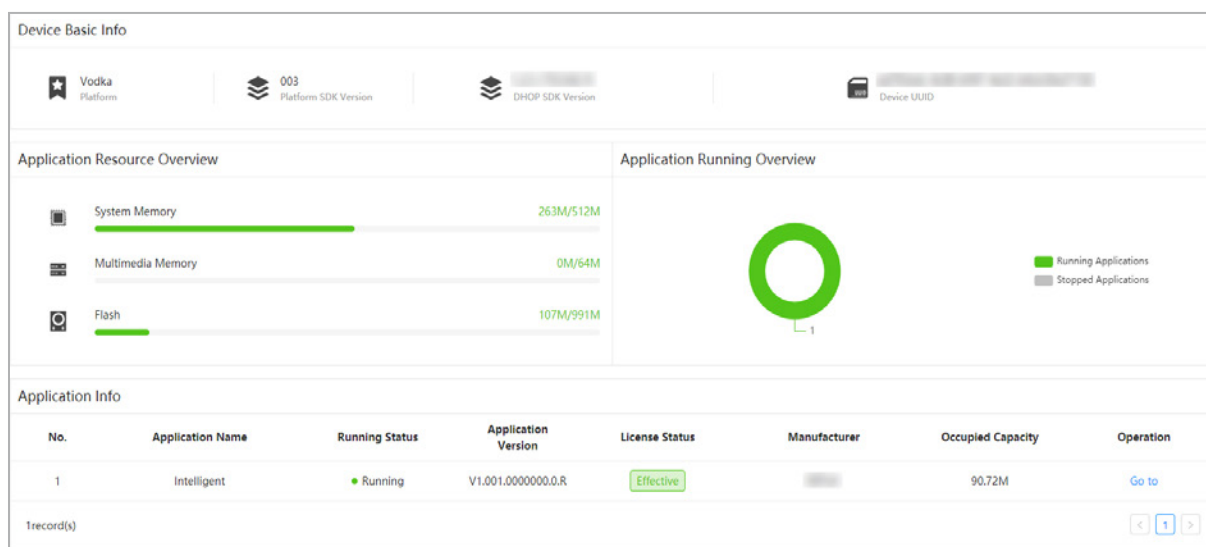 Device Basic Info
Vodka
Platform
003
Platform SDK Version
DHOP SDK Version
Device UUID
Application Resource Overview
System Memory 263M/512M
Multimedia Memory 0M/64M
Flash 107M/991M
Application Running Overview
1
Running Applications
Stopped Applications
Application Info
No. Application Name Running Status Application Version License Status Manufacturer Occupied Capacity Operation
1 Intelligent Running V1.001.0000000.0.R Effective 90.72M Go to
1record(s) < 1 >